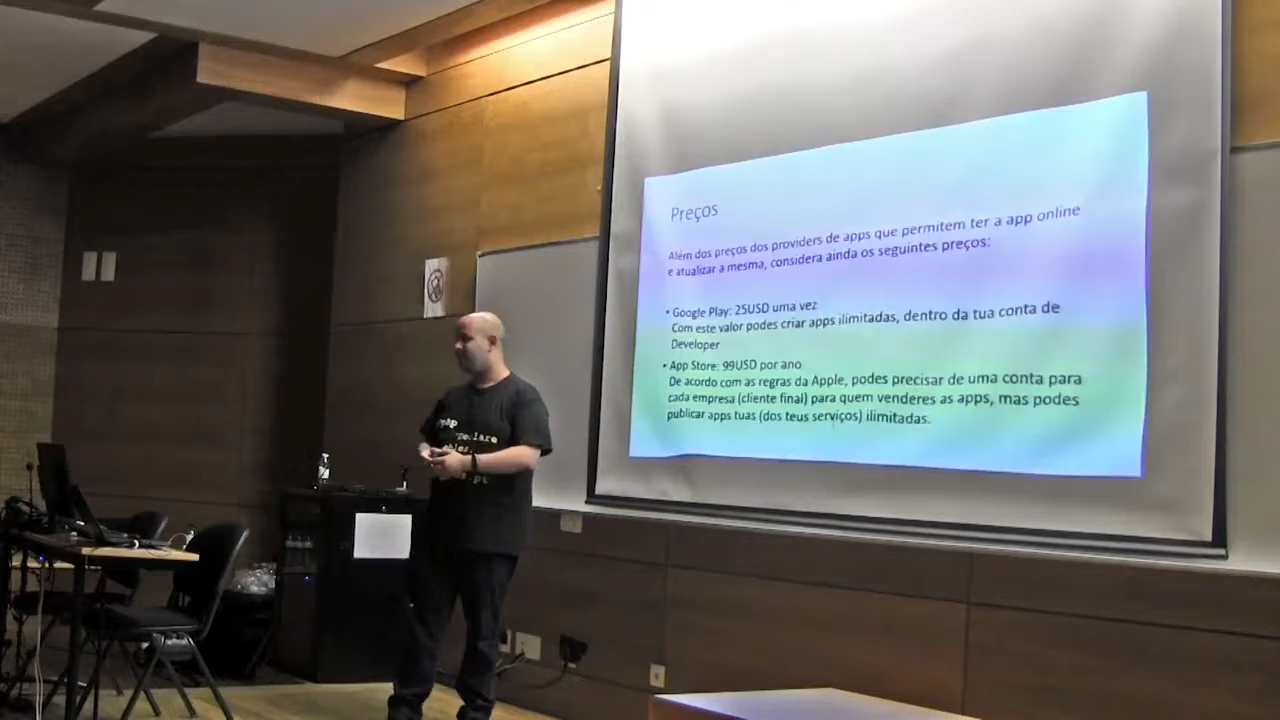 Preços
Além dos preços dos providers de apps que permitem ter a app online
e atualizar a mesma, considera ainda os seguintes preços:
• Google Play: 25USD uma vez
Com este valor podes criar apps ilimitadas, dentro da tua conta de
Developer
• App Store: 99USD por ano
De acordo com as regras da Apple, podes precisar de uma conta para
cada empresa (cliente final) para quem venderes as apps, mas podes
publicar apps tuas (dos teus serviços) ilimitadas.